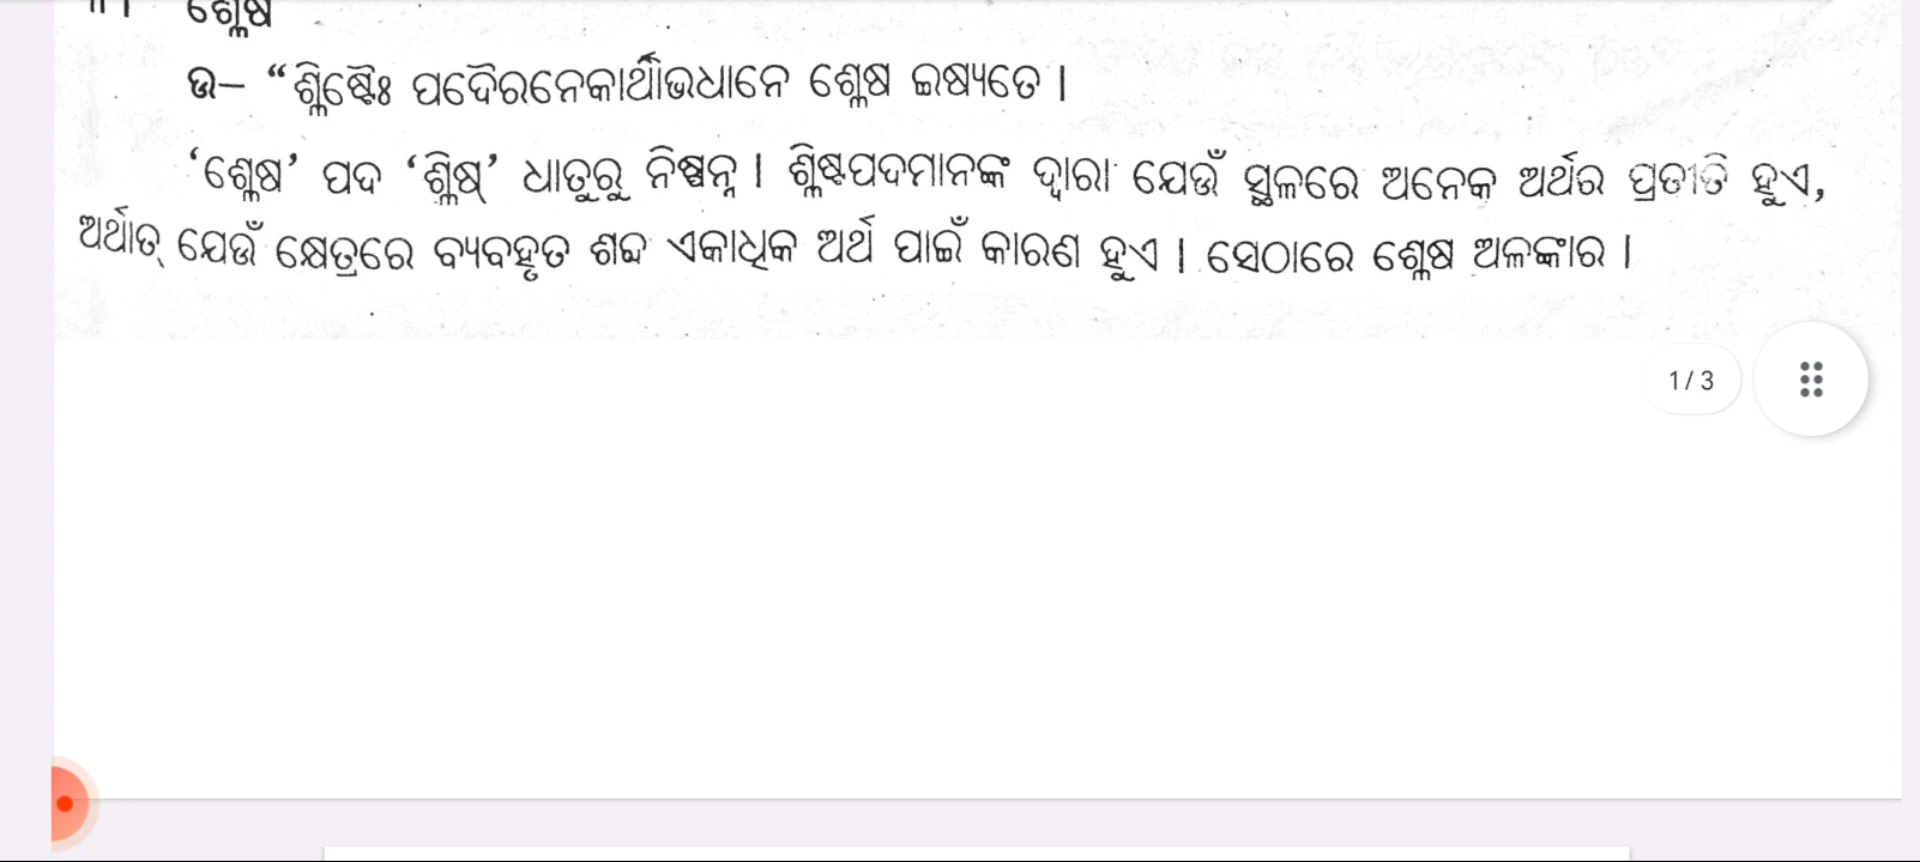 ଶ୍ଳେଷ
ଉ– “ଶ୍ଳିଷ୍ଟୈଃ ପଦୈରନେକାର୍ଥାଭିଧାନେ ଶ୍ଳେଷ ଇଷ୍ୟତେ ।
‘ଶ୍ଳେଷ’ ପଦ ‘ଶ୍ଳିଷ୍’ ଧାତୁରୁ ନିଷ୍ପନ୍ନ । ଶ୍ଳିଷ୍ଟପଦମାନଙ୍କ ଦ୍ୱାରା ଯେଉଁ ସ୍ଥଳରେ ଅନେକ ଅର୍ଥର ପ୍ରତୀତି ହୁଏ,
ଅର୍ଥାତ୍ ଯେଉଁ କ୍ଷେତ୍ରରେ ବ୍ୟବହୃତ ଶବ୍ଦ ଏକାଧିକ ଅର୍ଥ ପାଇଁ କାରଣ ହୁଏ । ସେଠାରେ ଶ୍ଳେଷ ଅଳଙ୍କାର ।
1 / 3